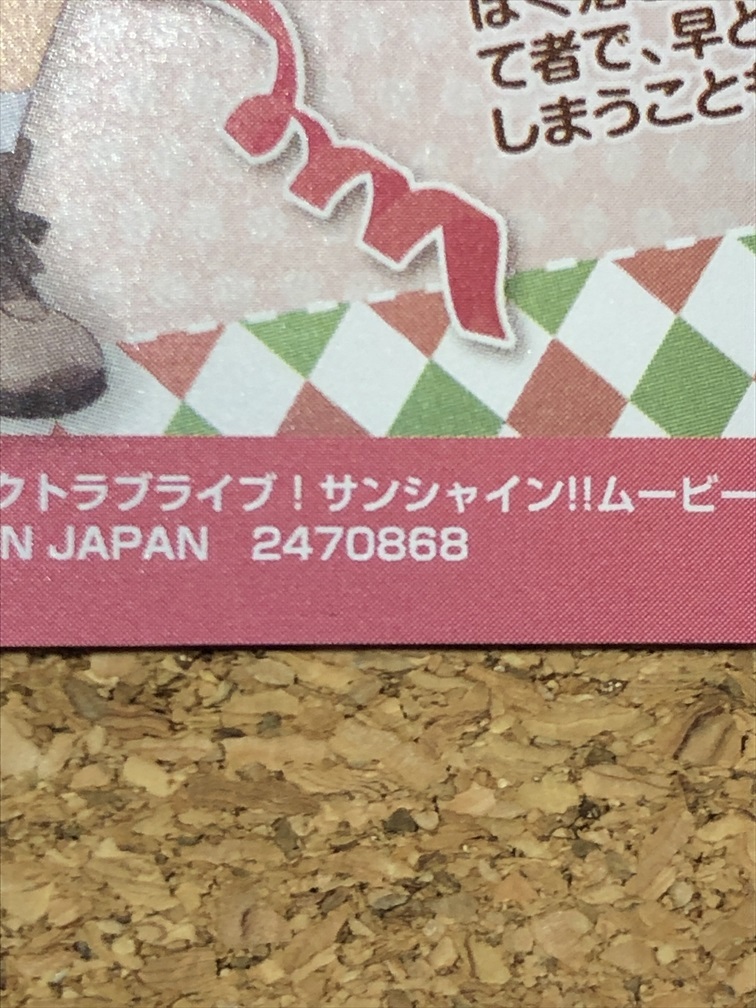 て者で、早と
しまうこと
クトラブライブ！サンシャイン!!ムービー
N JAPAN 2470868